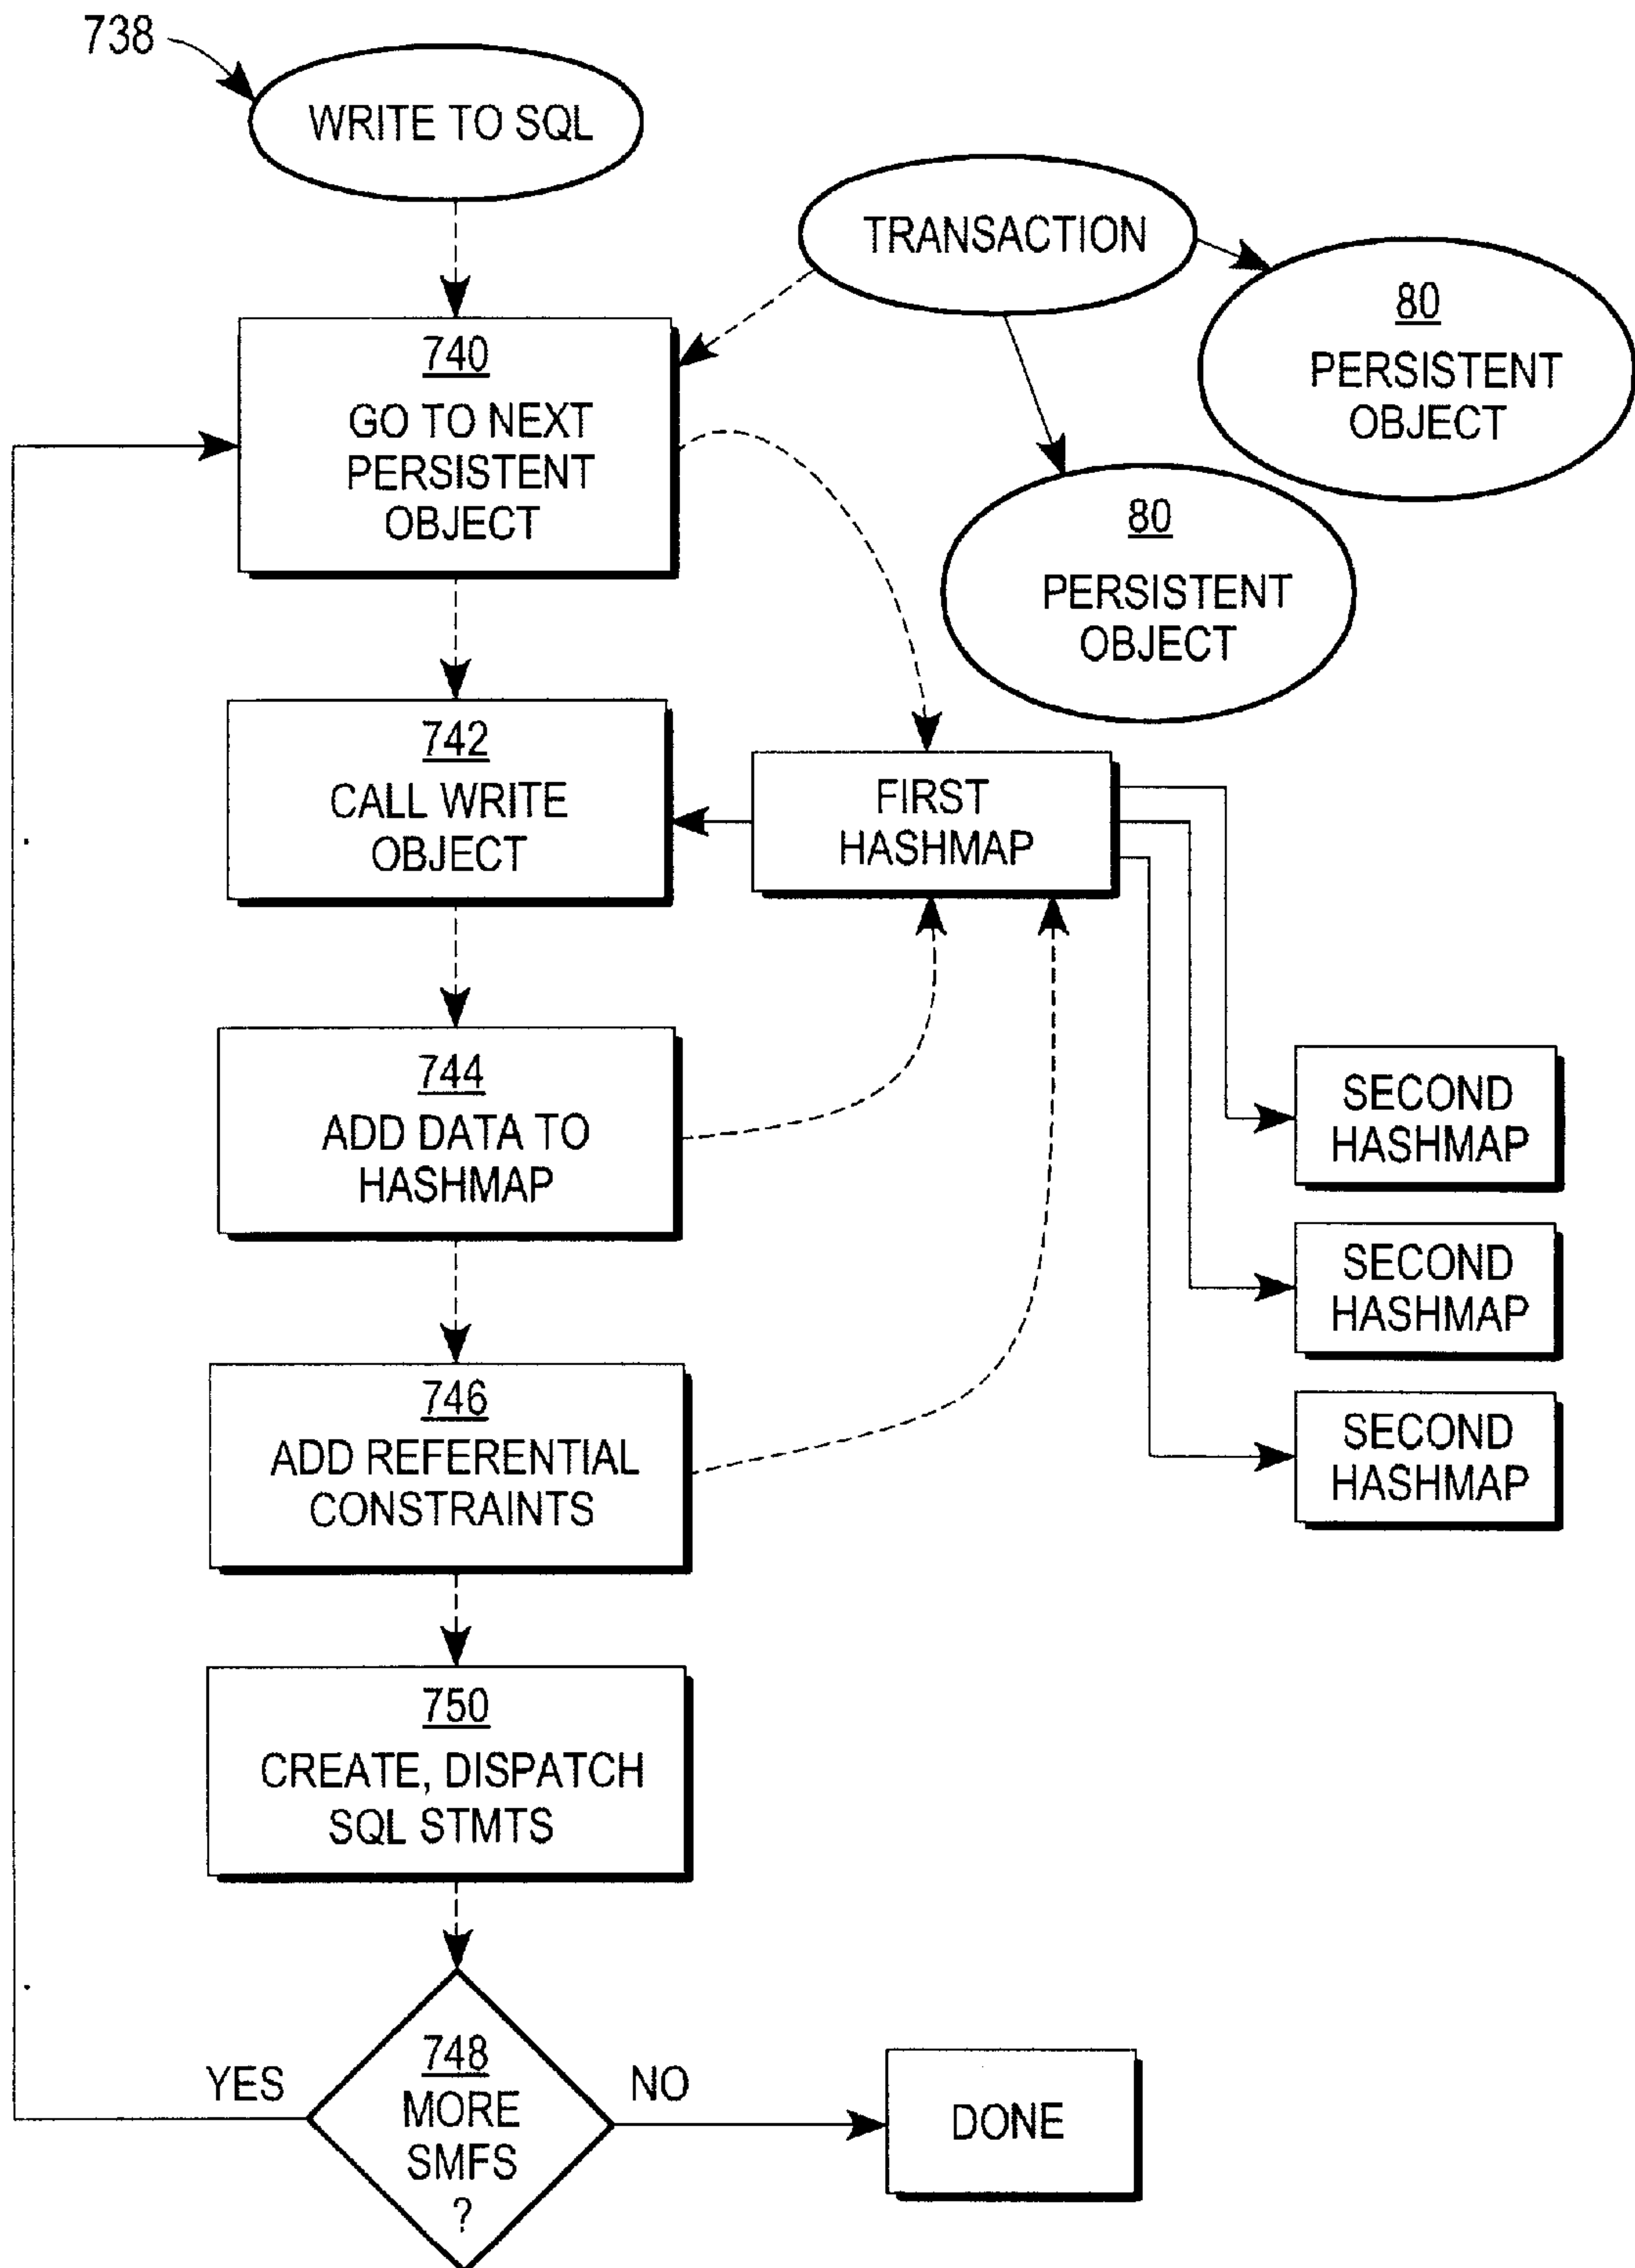 738
WRITE TO SQL
TRANSACTION
80
PERSISTENT
OBJECT
740
GO TO NEXT
PERSISTENT
OBJECT
80
PERSISTENT
OBJECT
742
CALL WRITE
OBJECT
FIRST
HASHMAP
744
ADD DATA TO
HASHMAP
SECOND
HASHMAP
SECOND
HASHMAP
746
ADD REFERENTIAL
CONSTRAINTS
SECOND
HASHMAP
750
CREATE, DISPATCH
SQL STMTS
748
MORE
SMFS
?
YES
NO
DONE